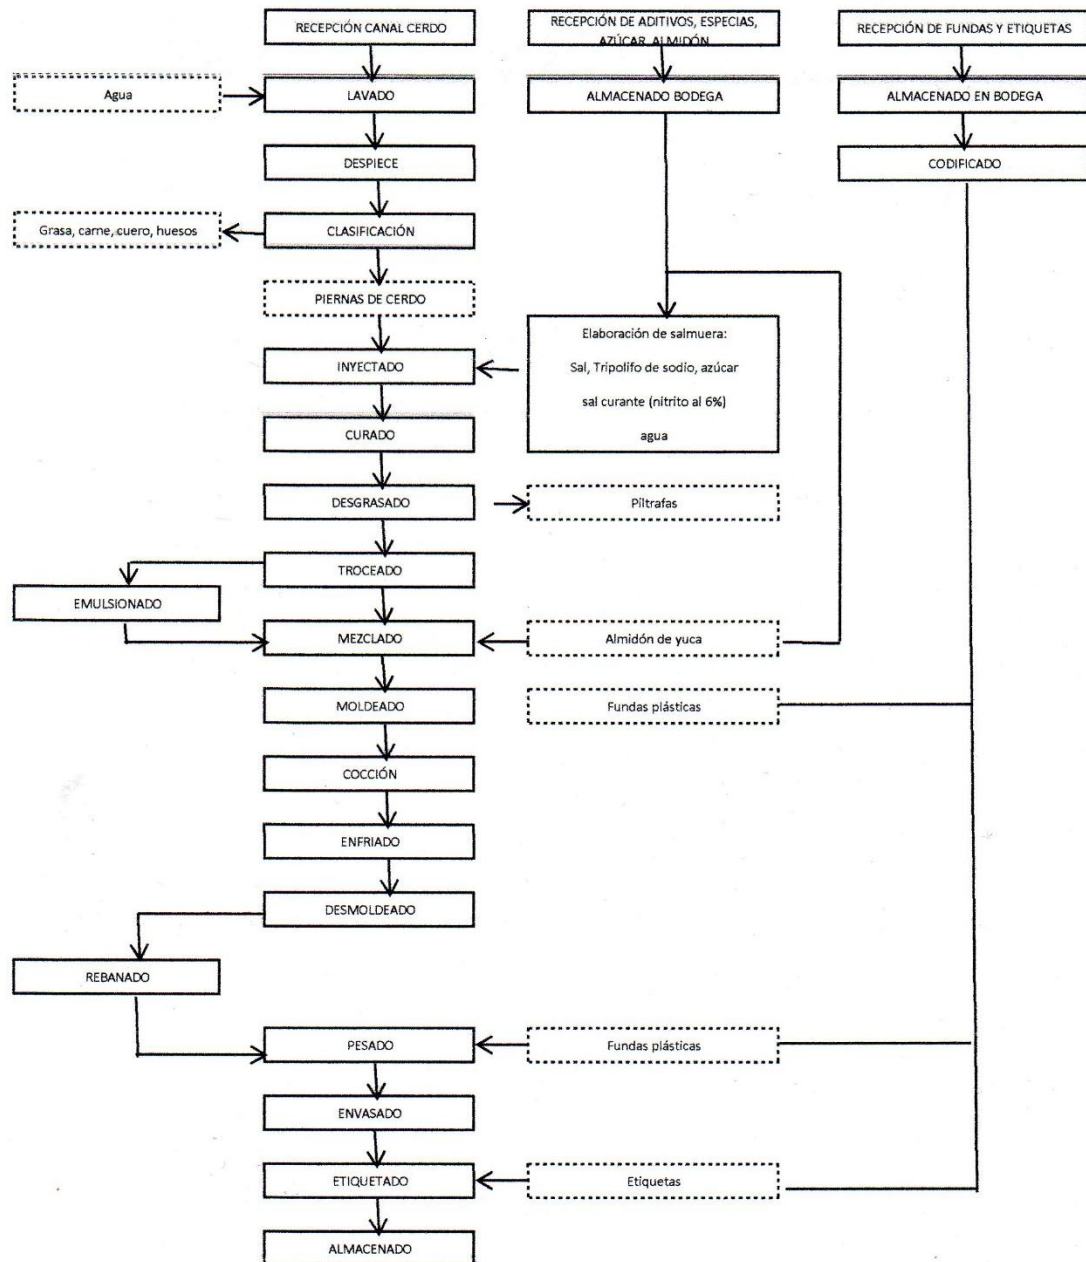 RECEPCIÓN CANAL CERDO
RECEPCIÓN DE ADITIVOS, ESPECIAS,
AZÚCAR, ALMIDÓN
RECEPCIÓN DE FUNDAS Y ETIQUETAS
Agua
LAVADO
ALMACENADO BODEGA
ALMACENADO EN BODEGA
DESPIECE
CODIFICADO
Grasa, carne, cuero, huesos
CLASIFICACIÓN
PIERNAS DE CERDO
Elaboración de salmuera:
Sal, Tripolifo de sodio, azúcar
sal curante (nitrito al 6%)
agua
INYECTADO
CURADO
DESGRASADO
Piltrafas
TROCEADO
EMULSIONADO
MEZCLADO
Almidón de yuca
MOLDEADO
Fundas plásticas
COCCIÓN
ENFRIADO
DESMOLDEADO
REBANADO
PESADO
Fundas plásticas
ENVASADO
ETIQUETADO
Etiquetas
ALMACENADO